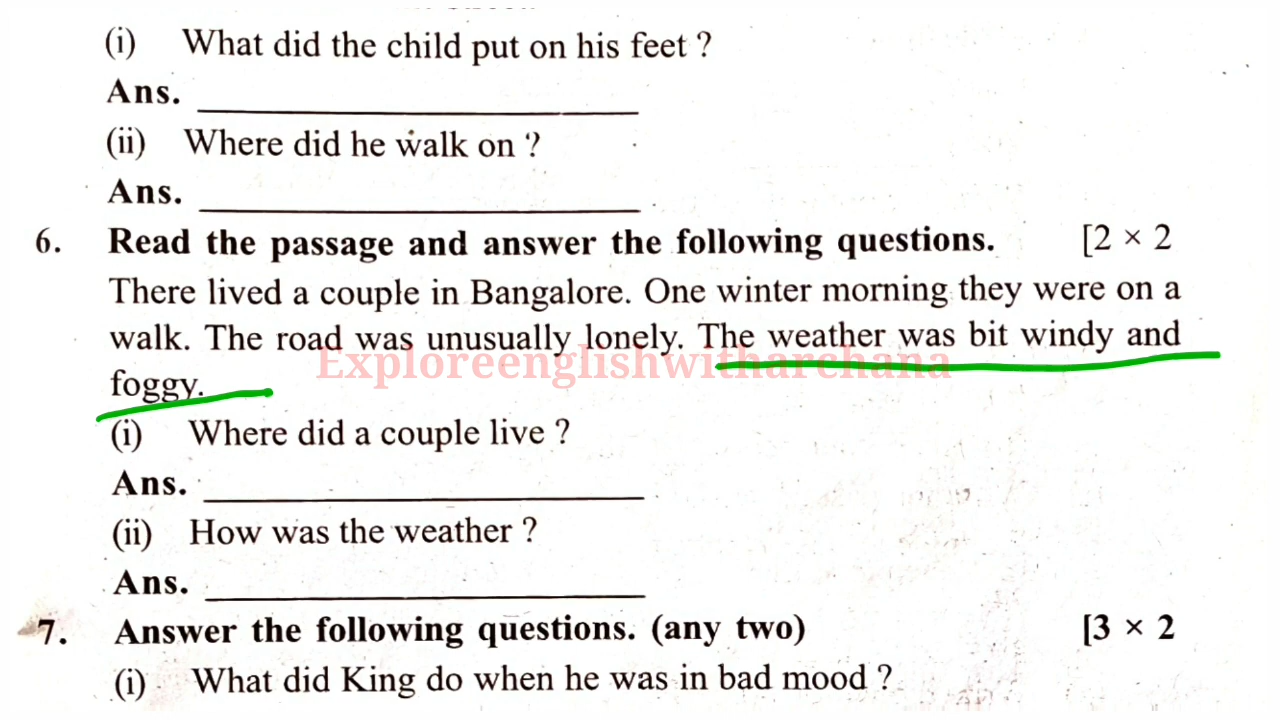 (i) What did the child put on his feet ?
Ans. ____________________
(ii) Where did he walk on ?
Ans. ____________________
6. Read the passage and answer the following questions. [2 × 2
There lived a couple in Bangalore. One winter morning they were on a
walk. The road was unusually lonely. The weather was bit windy and
Exploreenglishwitharchana
foggy.
(i) Where did a couple live ?
Ans. ____________________
(ii) How was the weather ?
Ans. ____________________
7. Answer the following questions. (any two) [3 × 2
(i) What did King do when he was in bad mood ?